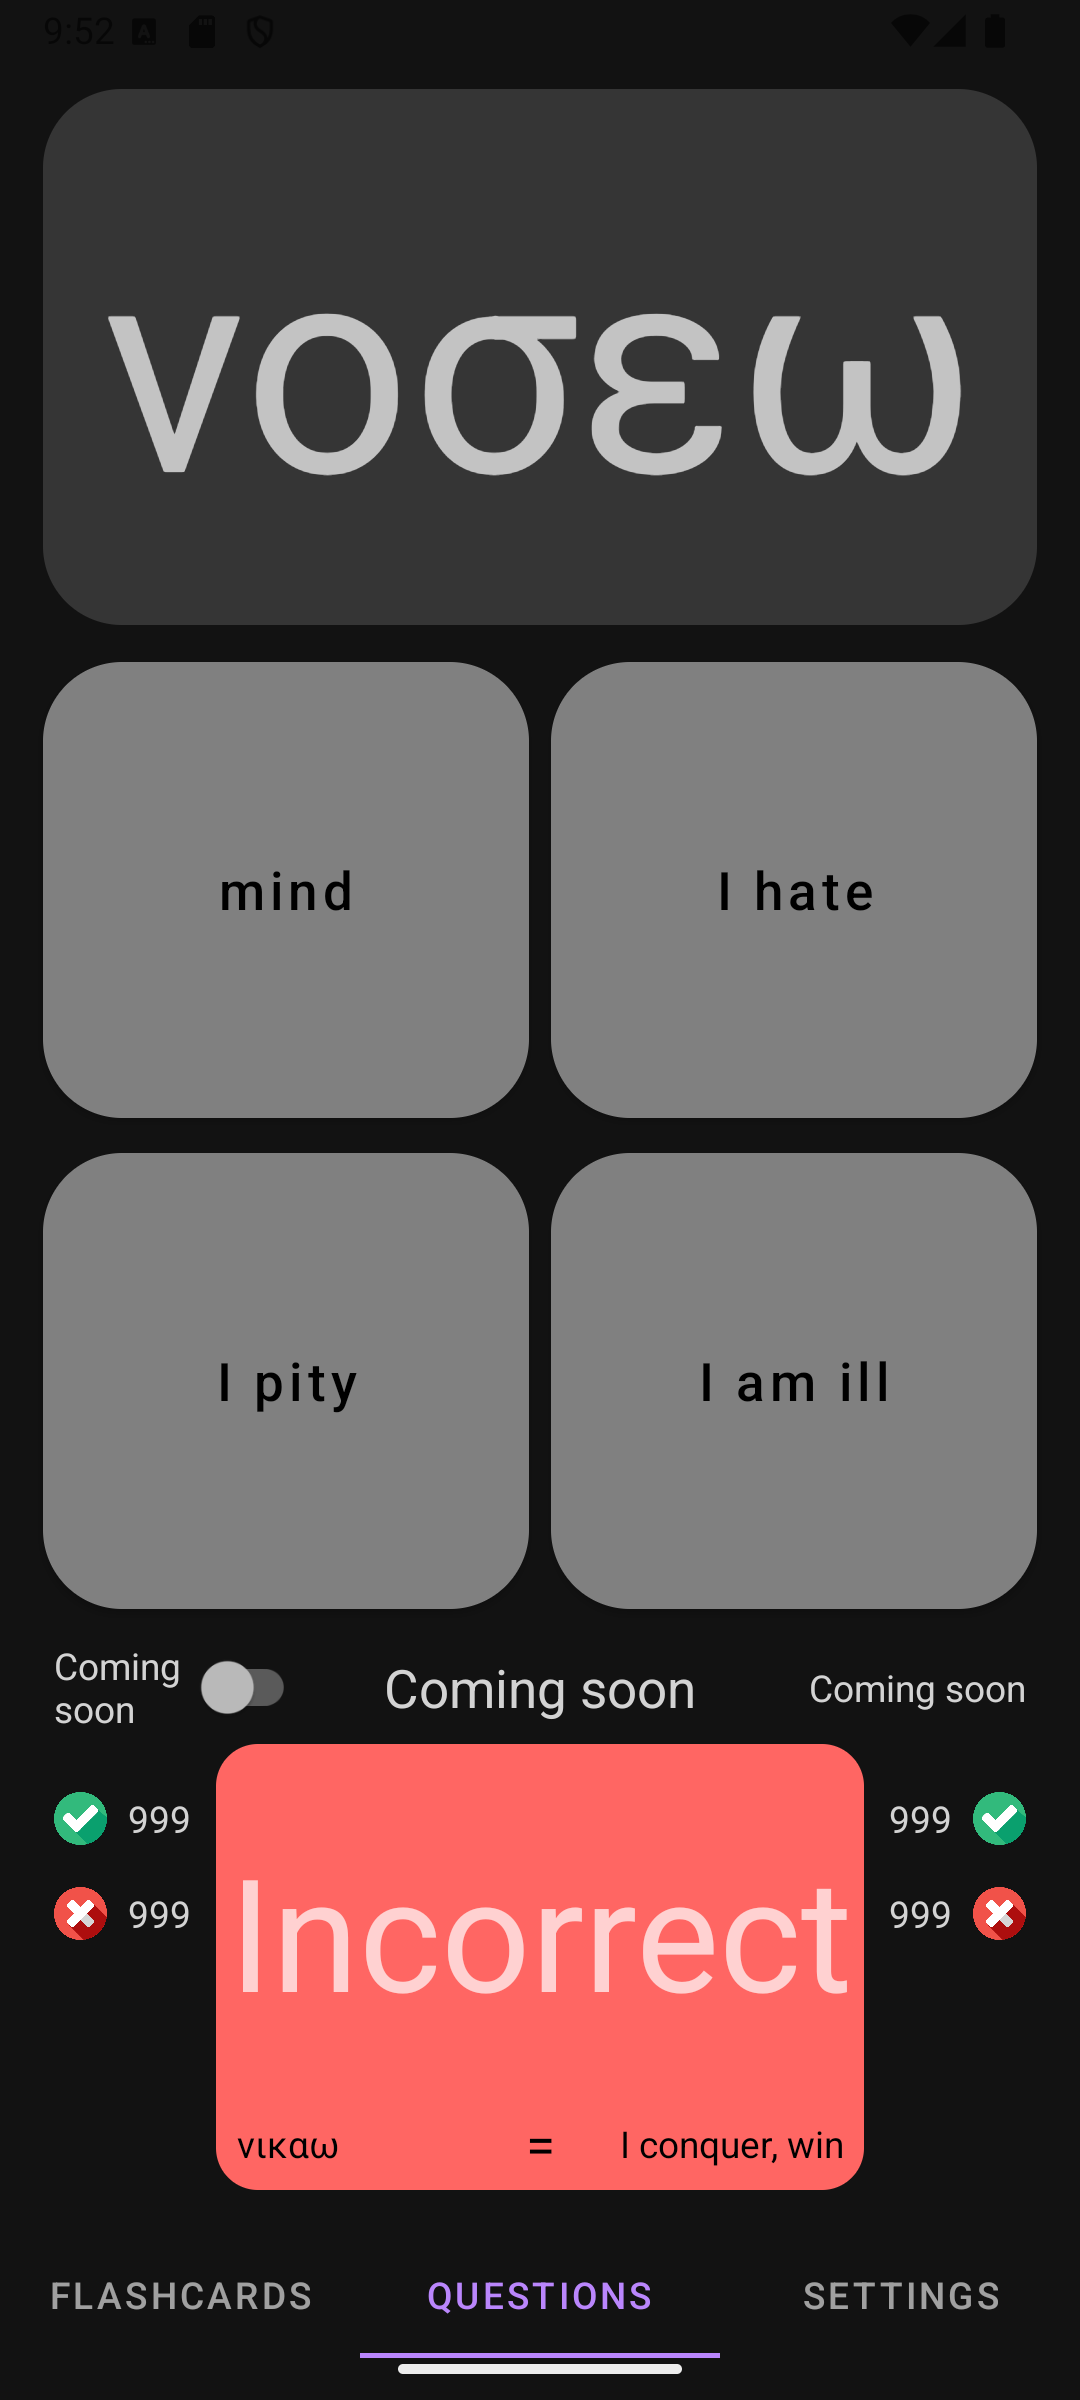 9:52
νοσεω
mind
I hate
I pity
I am ill
Coming soon
Coming soon
Coming soon
999
999
999
999
Incorrect
νικαω = I conquer, win
FLASHCARDS QUESTIONS SETTINGS